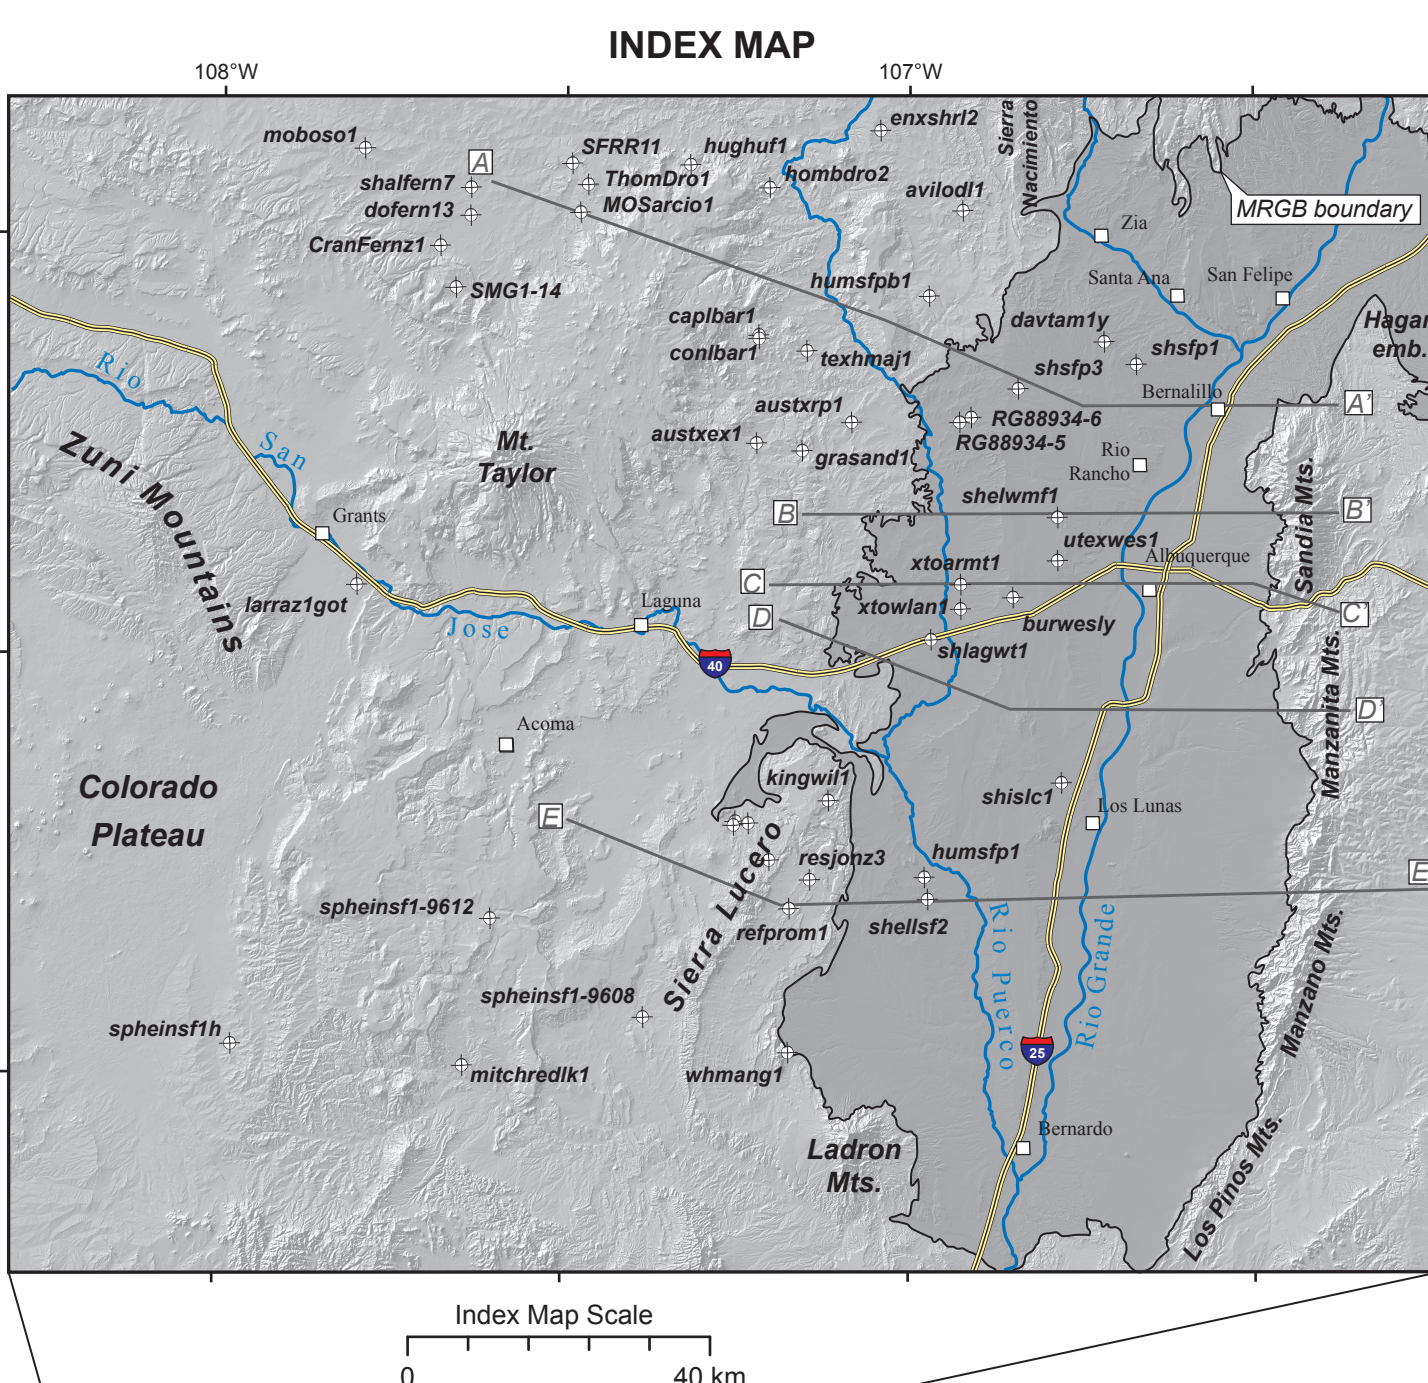 INDEX MAP
108°W
107°W
moboso1
SFRR11
hughuf1
enxshrl2
Sierra
Nacimiento
A
shalfern7
ThomDro1
hombdro2
dofern13
MOSarcio1
avilodl1
MRGB boundary
CranFernz1
Zia
SMG1-14
humsfpb1
Santa Ana
San Felipe
caplbar1
davtam1y
Hagan
emb.
conlbar1
texhmaj1
shsfp3
shsfp1
Rio
Bernalillo
A'
austxrp1
RG88934-6
austxex1
RG88934-5
grasand1
Rio
Rancho
Zuni Mountains
San
Mt.
Taylor
Sandia Mts.
shelwmf1
B
B'
Grants
utexwes1
Albuquerque
xtoarmt1
C
larraz1got
Laguna
xtowlan1
D
burwesly
C'
Jose
shlagwt1
40
Manzanita Mts.
Acoma
D'
Colorado
Plateau
kingwil1
shislc1
Los Lunas
E
Sierra Lucero
resjonz3
humsfp1
E
spheinsf1-9612
refprom1
shellsf2
Rio Puerco
Rio Grande
Manzano Mts.
spheinsf1-9608
spheinsf1h
mitchredlk1
whmang1
25
Bernardo
Ladron
Mts.
Los Pinos Mts.
Index Map Scale
0
40 km